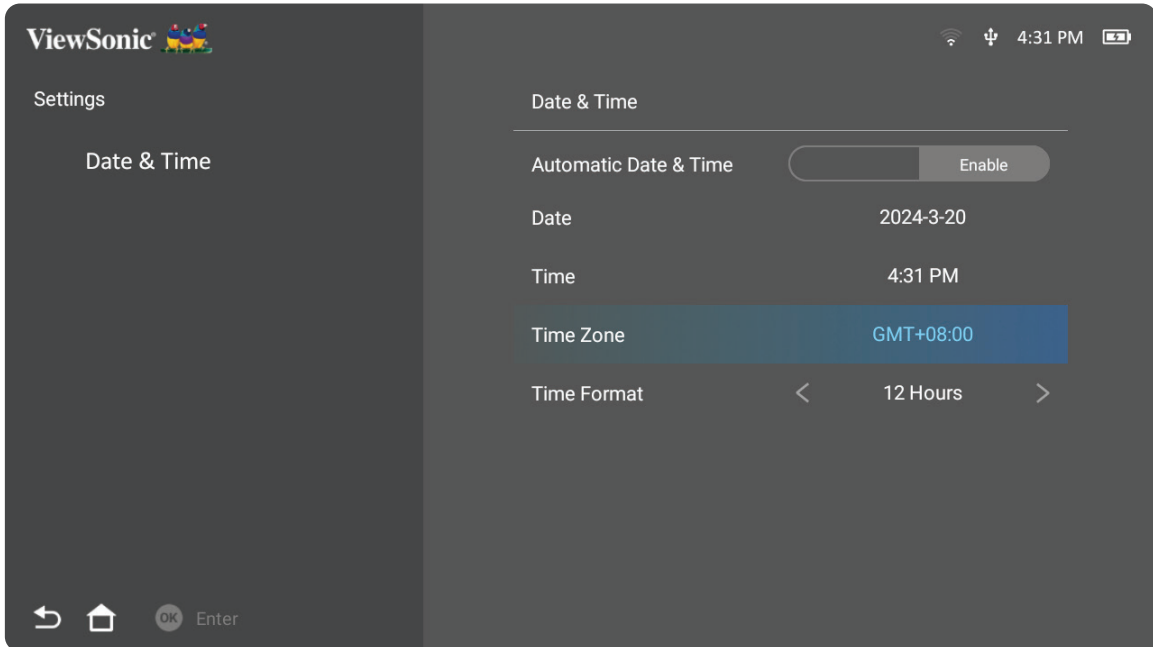 ViewSonic®
4:31 PM
Settings
Date & Time
Date & Time
Automatic Date & Time Enable
Date 2024-3-20
Time 4:31 PM
Time Zone GMT+08:00
Time Format < 12 Hours >
OK Enter